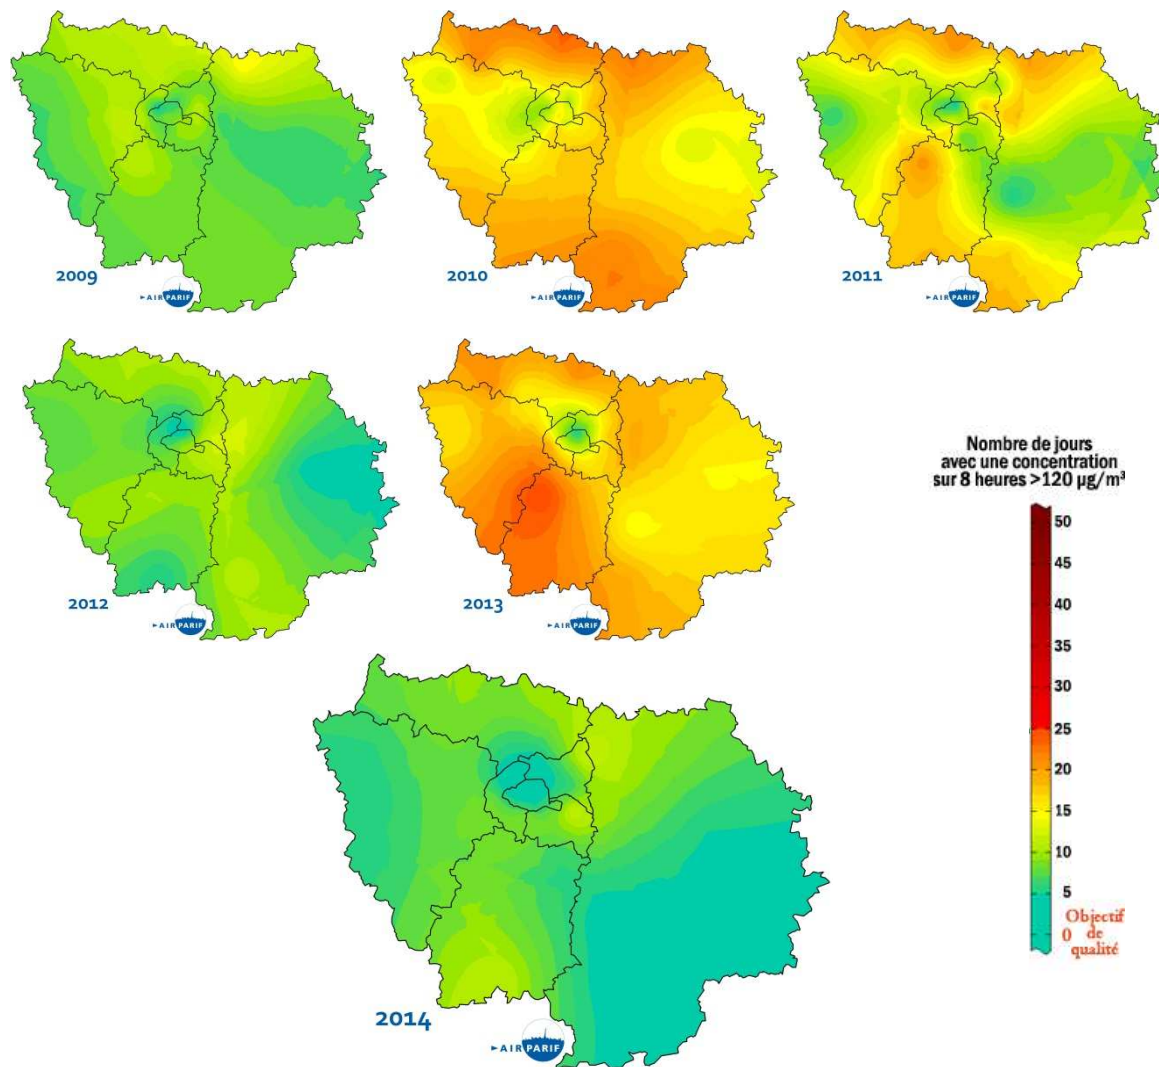 2009
AIRPARIF
2010
AIRPARIF
2011
AIRPARIF
2012
AIRPARIF
2013
AIRPARIF
Nombre de jours
avec une concentration
sur 8 heures >120 µg/m³
50
45
40
35
30
25
20
15
10
5
0 Objectif
de
qualité
2014
AIRPARIF